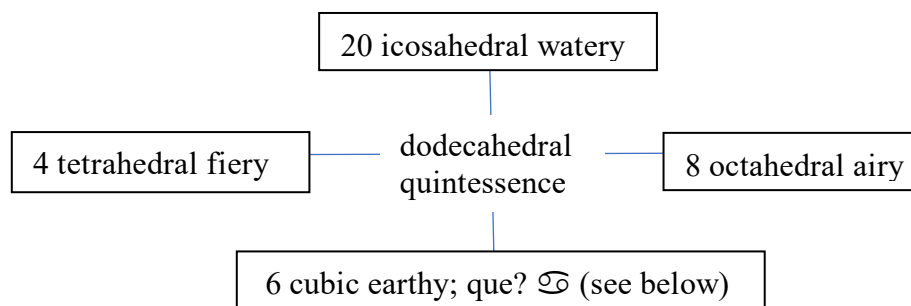 20 icosahedral watery
4 tetrahedral fiery
dodecahedral
quintessence
8 octahedral airy
6 cubic earthy; que? ♋ (see below)